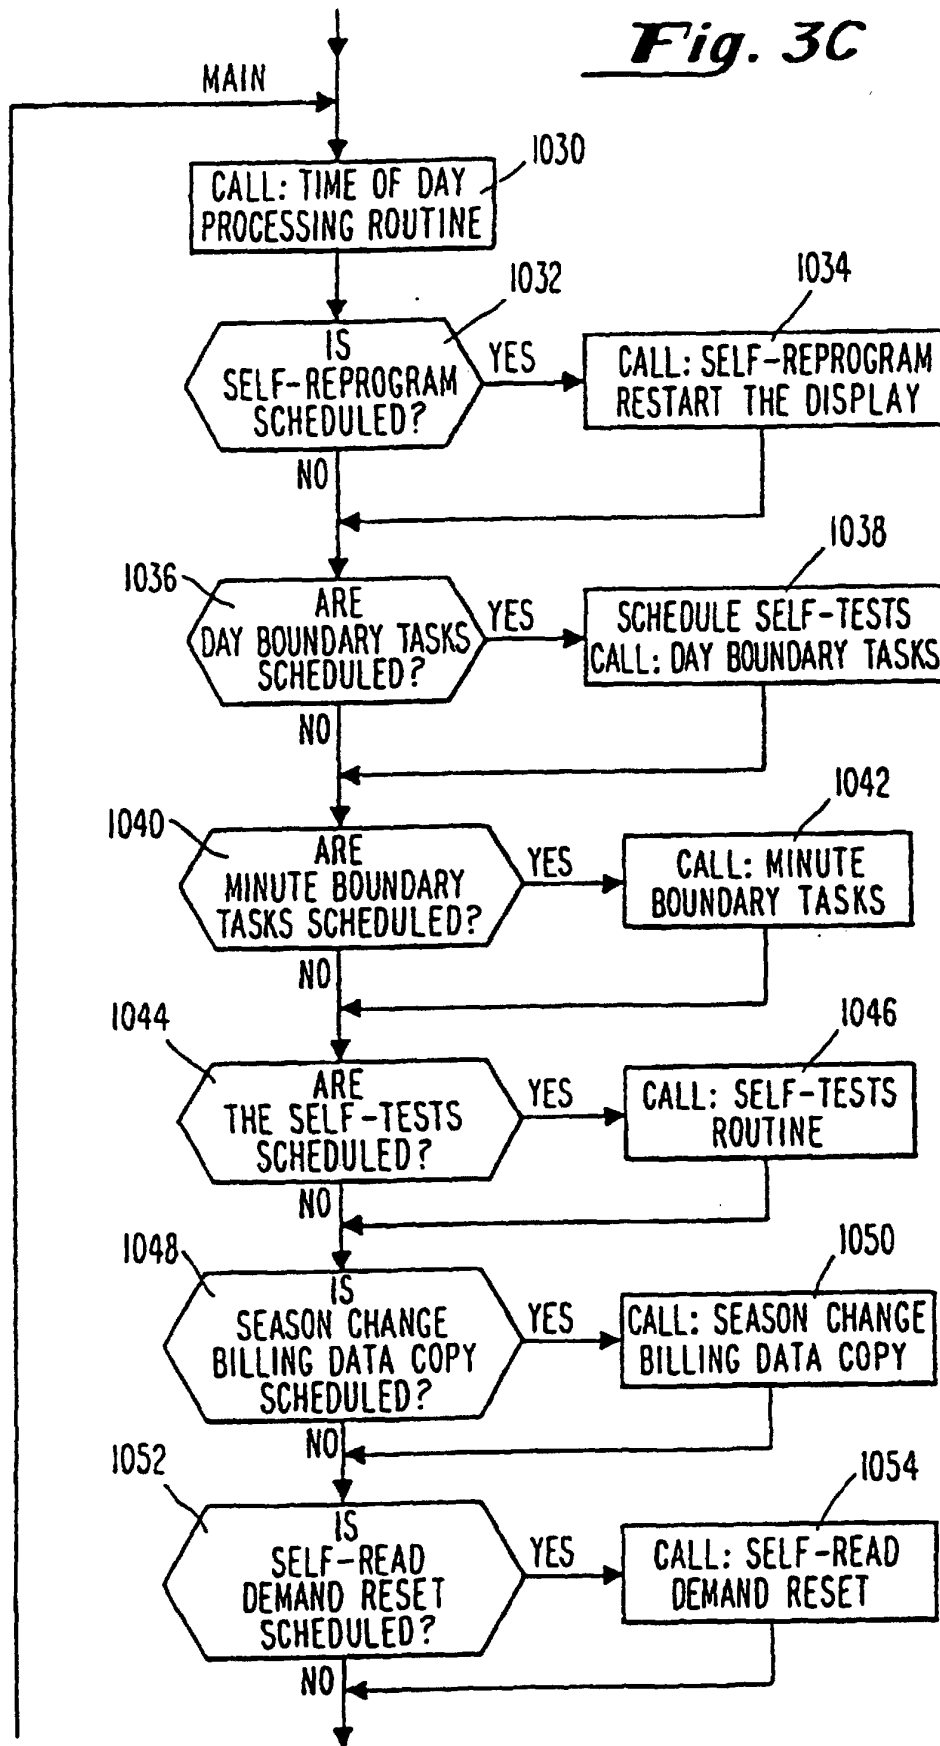 Fig. 3C
MAIN
1030
CALL: TIME OF DAY
PROCESSING ROUTINE
1032
IS
SELF-REPROGRAM
SCHEDULED?
YES
NO
1034
CALL: SELF-REPROGRAM
RESTART THE DISPLAY
1036
ARE
DAY BOUNDARY TASKS
SCHEDULED?
YES
NO
1038
SCHEDULE SELF-TESTS
CALL: DAY BOUNDARY TASKS
1040
ARE
MINUTE BOUNDARY
TASKS SCHEDULED?
YES
NO
1042
CALL: MINUTE
BOUNDARY TASKS
1044
ARE
THE SELF-TESTS
SCHEDULED?
YES
NO
1046
CALL: SELF-TESTS
ROUTINE
1048
IS
SEASON CHANGE
BILLING DATA COPY
SCHEDULED?
YES
NO
1050
CALL: SEASON CHANGE
BILLING DATA COPY
1052
IS
SELF-READ
DEMAND RESET
SCHEDULED?
YES
NO
1054
CALL: SELF-READ
DEMAND RESET